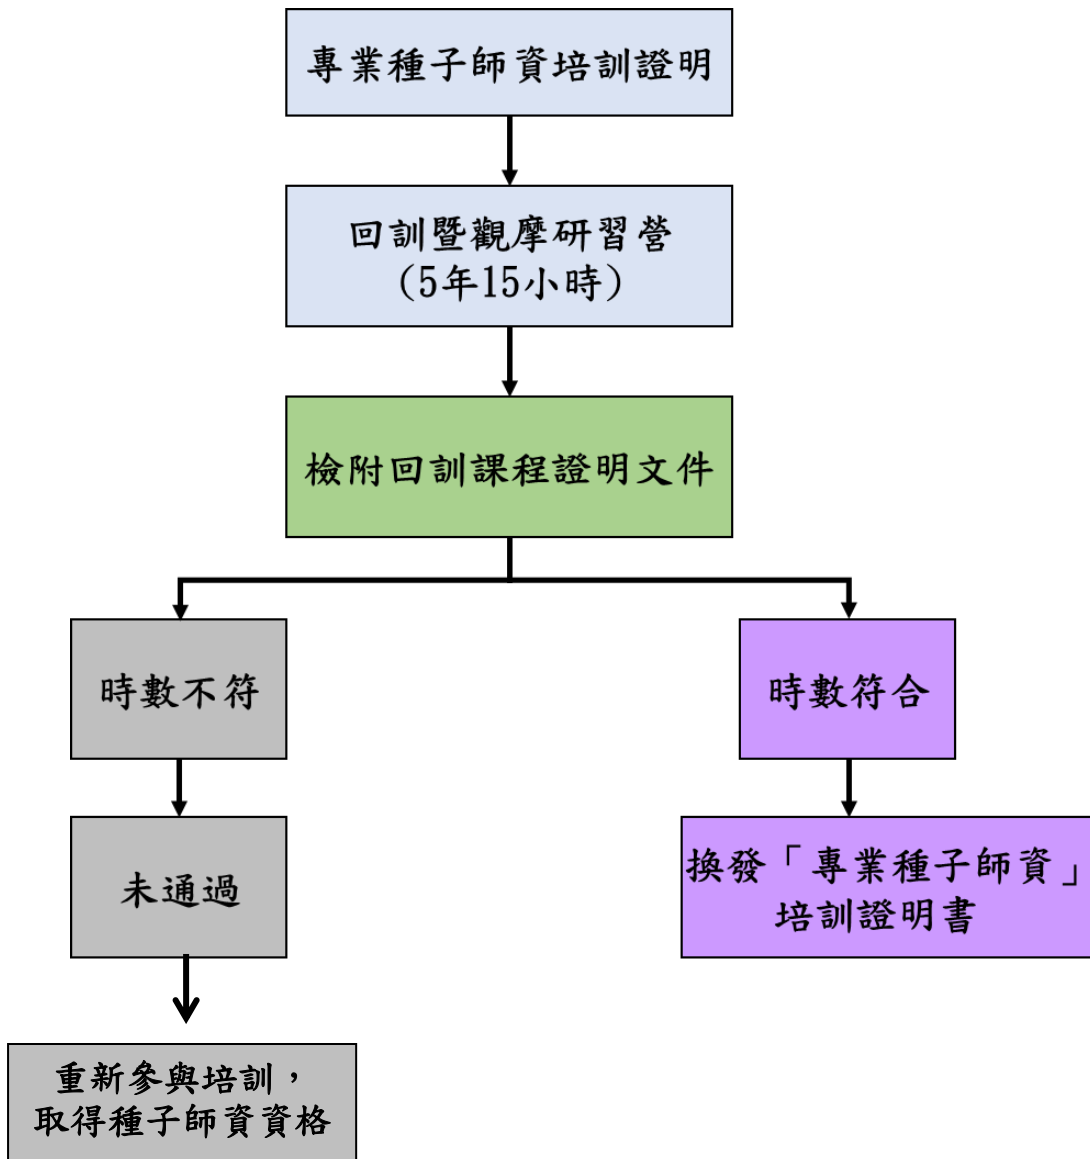 專業種子師資培訓證明
回訓暨觀摩研習營
(5年15小時)
檢附回訓課程證明文件
時數不符
時數符合
未通過
換發「專業種子師資」
培訓證明書
重新參與培訓，
取得種子師資資格